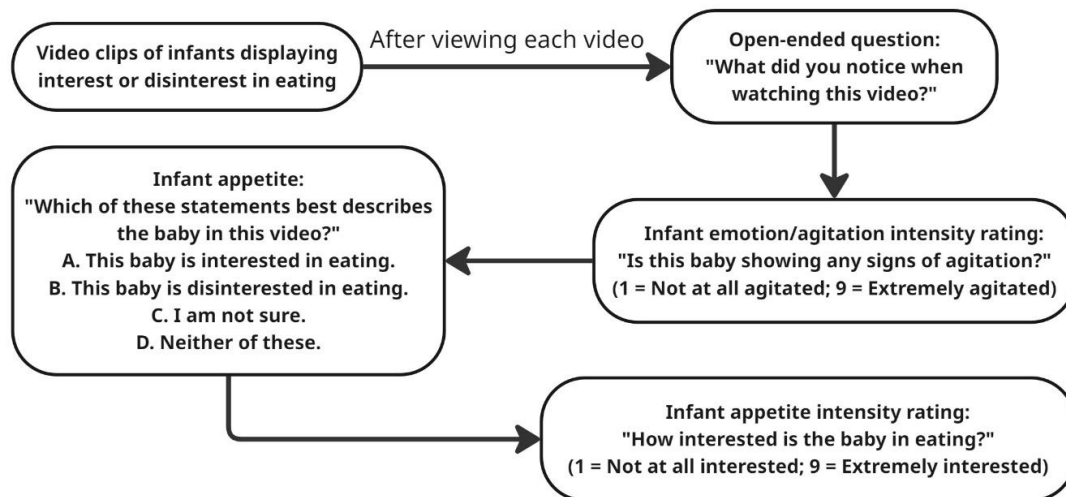 Video clips of infants displaying
interest or disinterest in eating
After viewing each video
Open-ended question:
"What did you notice when
watching this video?"
Infant emotion/agitation intensity rating:
"Is this baby showing any signs of agitation?"
(1 = Not at all agitated; 9 = Extremely agitated)
Infant appetite:
"Which of these statements best describes
the baby in this video?"
A. This baby is interested in eating.
B. This baby is disinterested in eating.
C. I am not sure.
D. Neither of these.
Infant appetite intensity rating:
"How interested is the baby in eating?"
(1 = Not at all interested; 9 = Extremely interested)